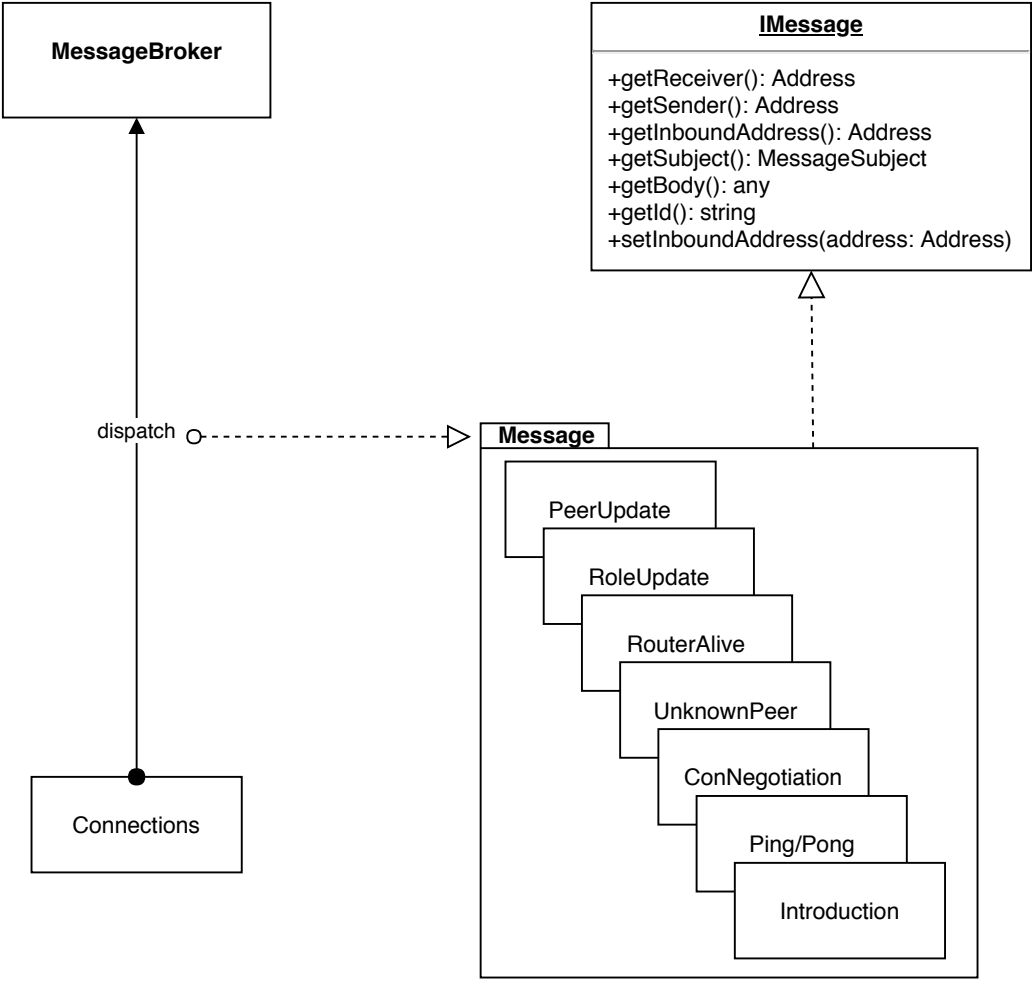 MessageBroker
IMessage
+getReceiver(): Address
+getSender(): Address
+getInboundAddress(): Address
+getSubject(): MessageSubject
+getBody(): any
+getId(): string
+setInboundAddress(address: Address)
dispatch
Message
PeerUpdate
RoleUpdate
RouterAlive
UnknownPeer
ConNegotiation
Connections
Ping/Pong
Introduction